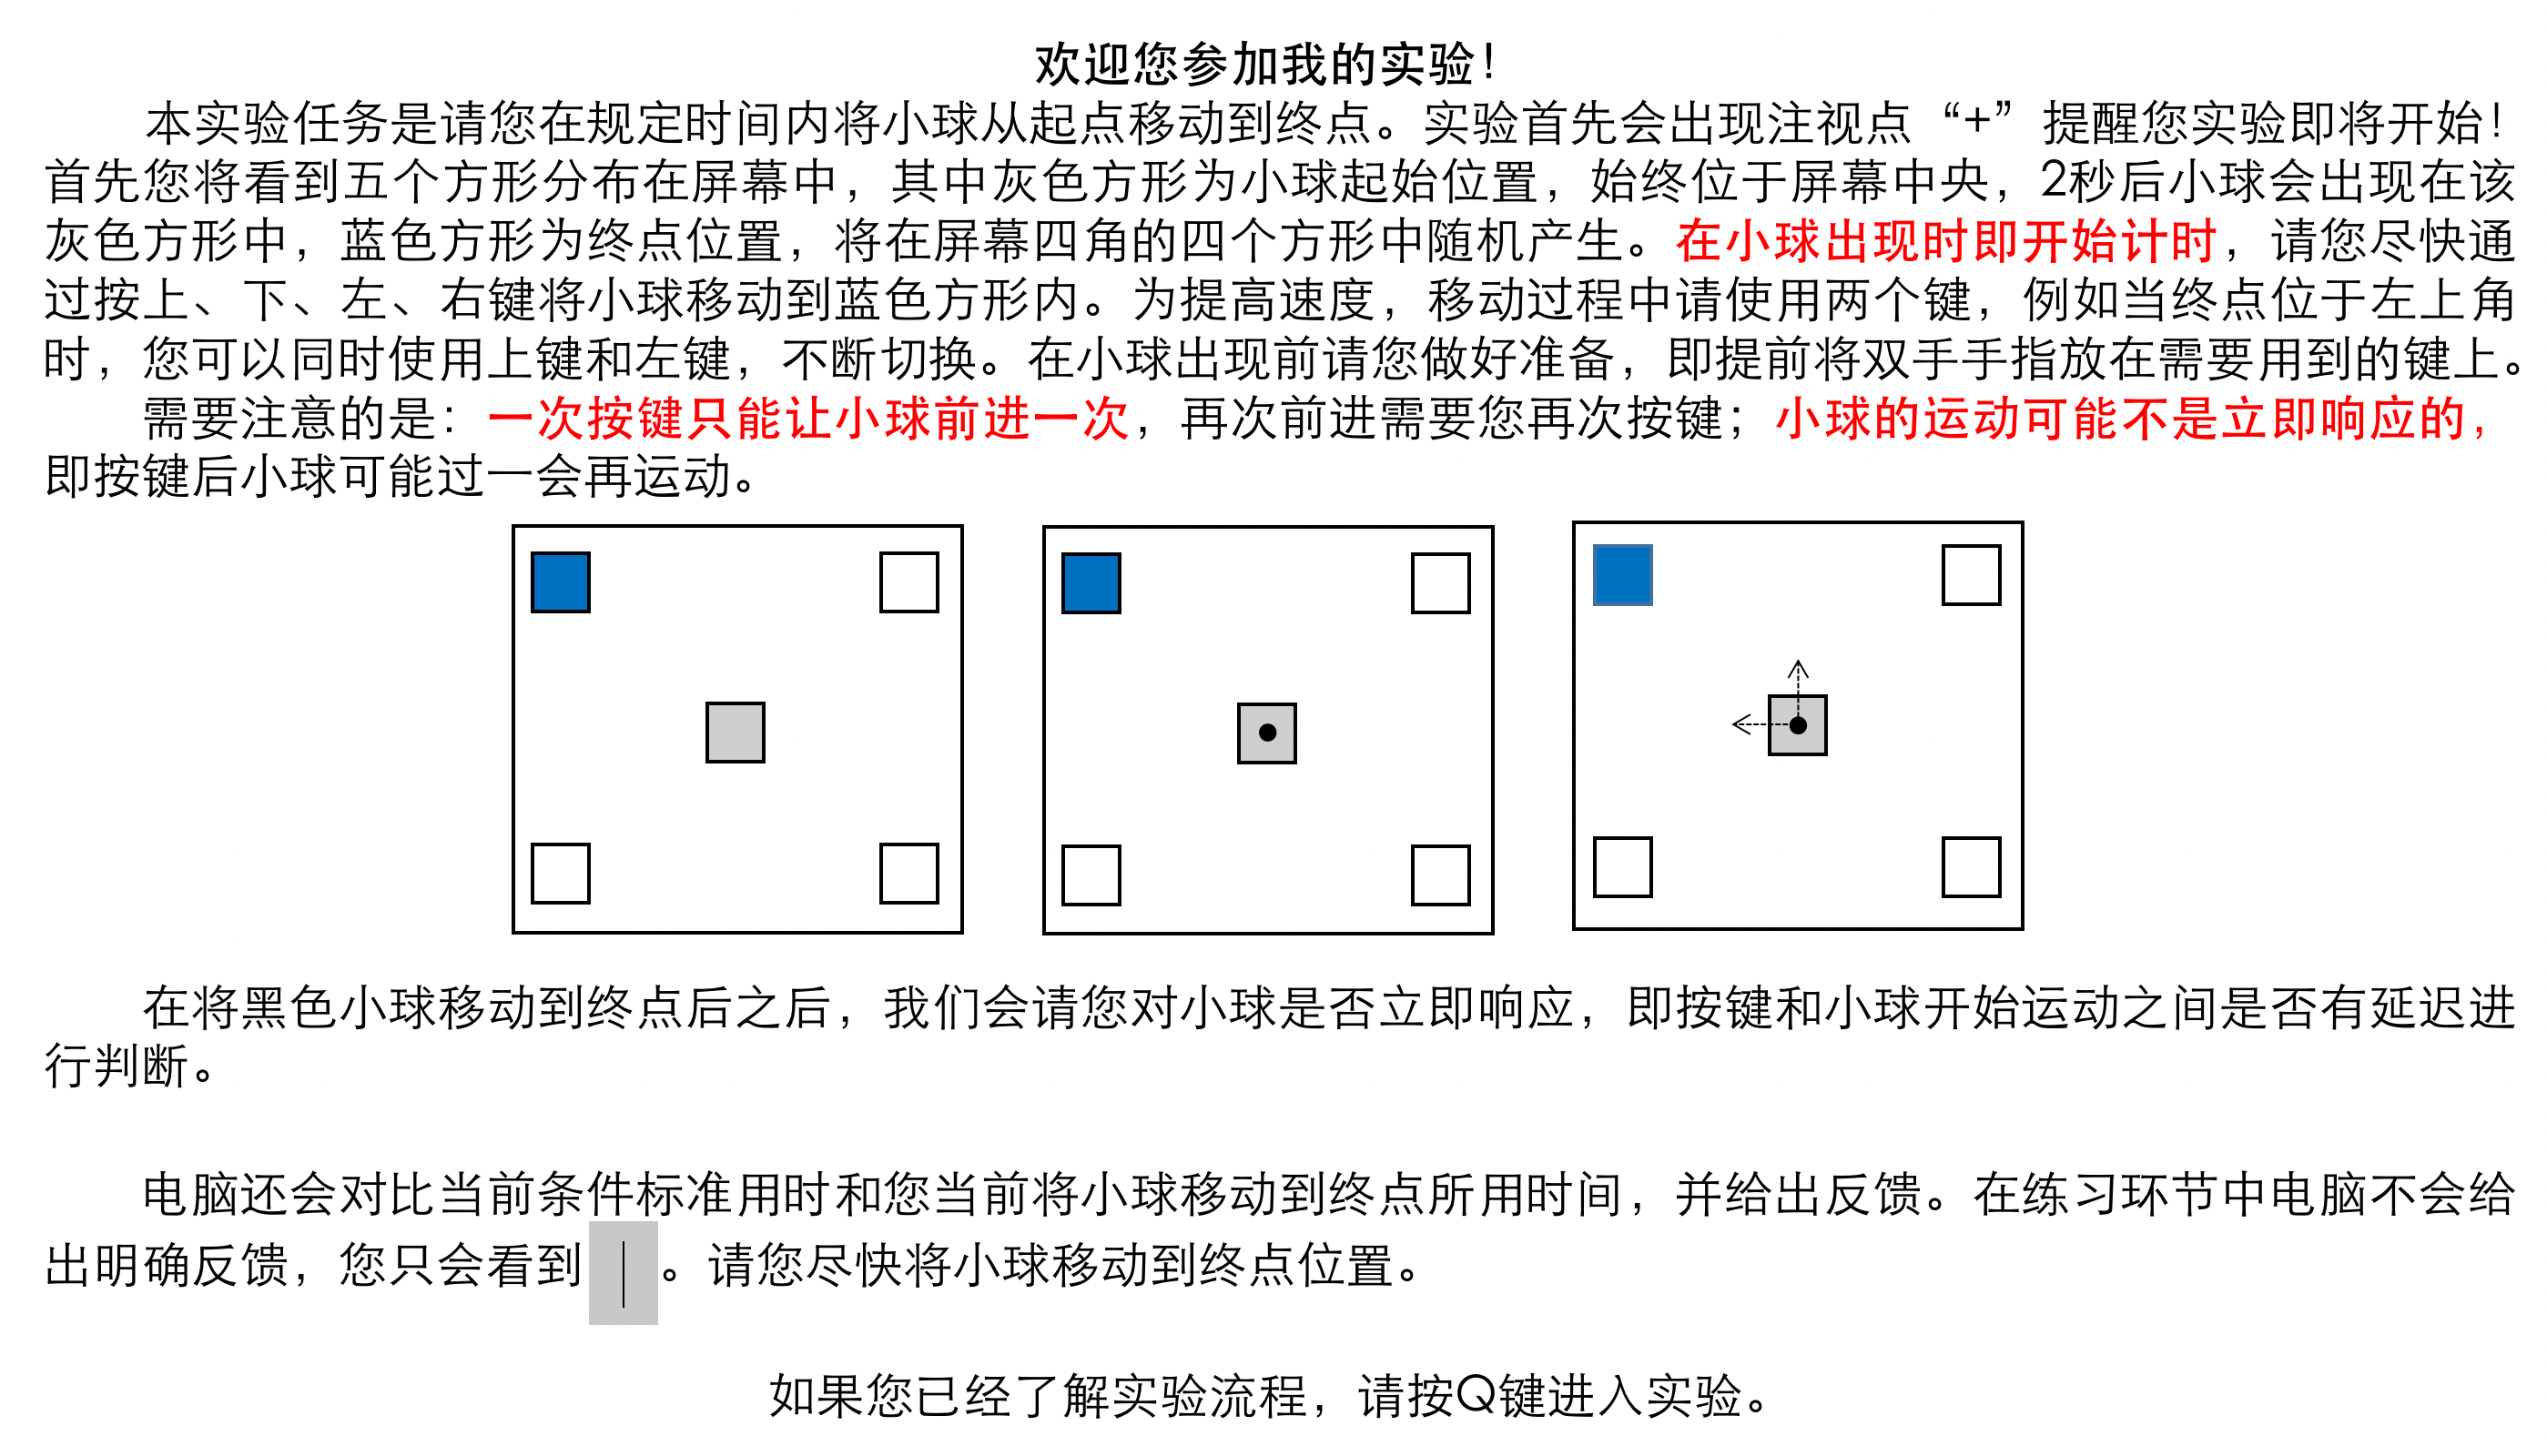 欢迎您参加我的实验！
本实验任务是请您在规定时间内将小球从起点移动到终点。实验首先会出现注视点“+”提醒您实验即将开始！
首先您将看到五个方形分布在屏幕中，其中灰色方形为小球起始位置，始终位于屏幕中央，2秒后小球会出现在该
灰色方形中，蓝色方形为终点位置，将在屏幕四角的四个方形中随机产生。在小球出现时即开始计时，请您尽快通
过按上、下、左、右键将小球移动到蓝色方形内。为提高速度，移动过程中请使用两个键，例如当终点位于左上角
时，您可以同时使用上键和左键，不断切换。在小球出现前请您做好准备，即提前将双手手指放在需要用到的键上。
需要注意的是：一次按键只能让小球前进一次，再次前进需要您再次按键；小球的运动可能不是立即响应的，
即按键后小球可能过一会再运动。
在将黑色小球移动到终点后之后，我们会请您对小球是否立即响应，即按键和小球开始运动之间是否有延迟进
行判断。
电脑还会对比当前条件标准用时和您当前将小球移动到终点所用时间，并给出反馈。在练习环节中电脑不会给
出明确反馈，您只会看到 | 。请您尽快将小球移动到终点位置。
如果您已经了解实验流程，请按Q键进入实验。